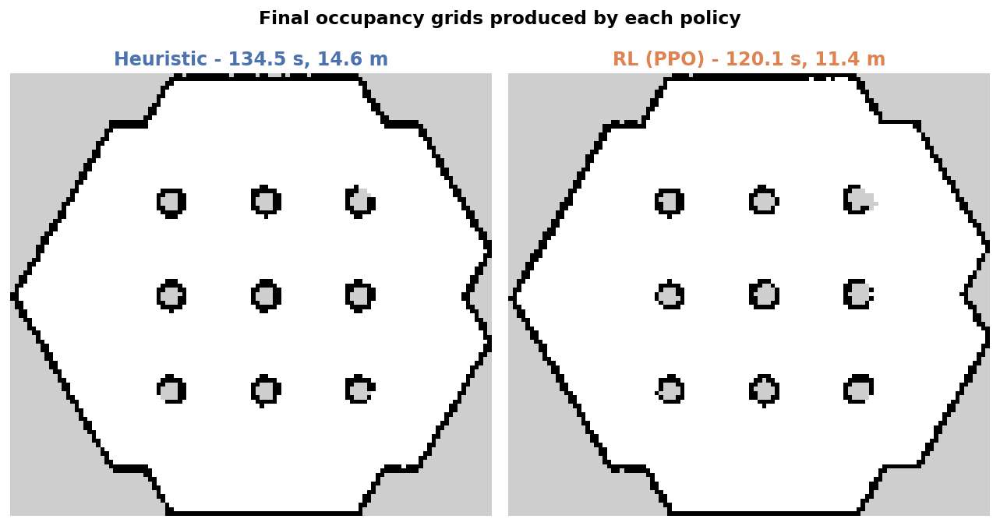 Final occupancy grids produced by each policy
Heuristic - 134.5 s, 14.6 m
RL (PPO) - 120.1 s, 11.4 m